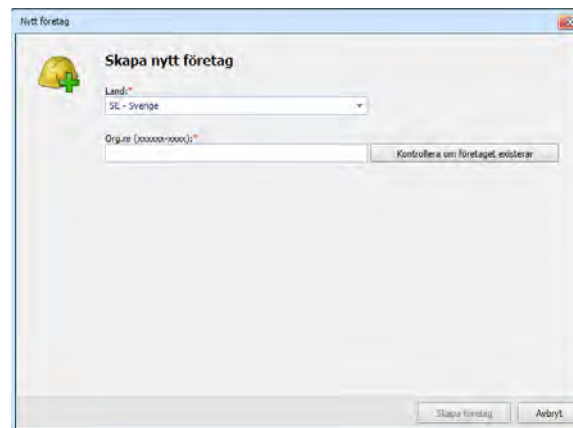 Nytt företag
Skapa nytt företag
Land:*
SE - Sverige
Org.nr (xxxxxx-xxxx):*
Kontrollera om företaget existerar
Skapa företag
Avbryt